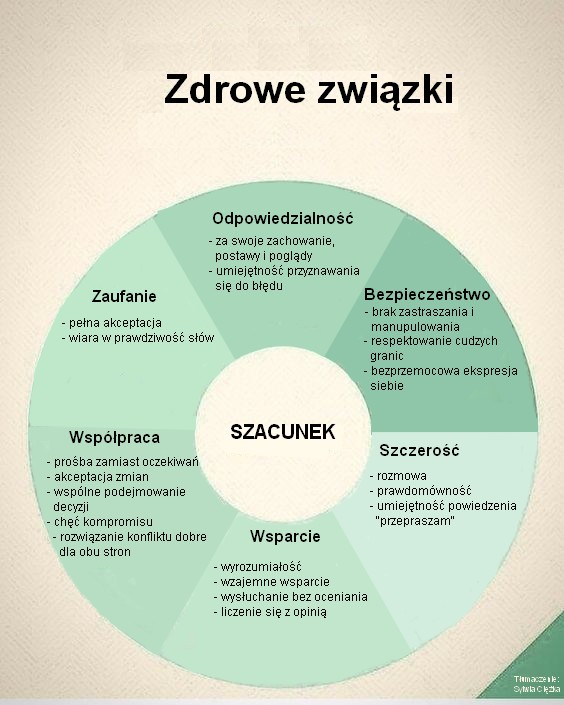 Zdrowe związki
Odpowiedzialność
- za swoje zachowanie,
postawy i poglądy
- umiejętność przyznawania
się do błędu
Bezpieczeństwo
- brak zastraszania i
manupulowania
- respektowanie cudzych
granic
- bezprzemocowa ekspresja
siebie
Zaufanie
- pełna akceptacja
- wiara w prawdziwość słów
SZACUNEK
Szczerość
- rozmowa
- prawdomówność
- umiejętność powiedzenia
"przepraszam"
Współpraca
- prośba zamiast oczekiwań
- akceptacja zmian
- wspólne podejmowanie
decyzji
- chęć kompromisu
- rozwiązanie konfliktu dobre
dla obu stron
Wsparcie
- wyrozumiałość
- wzajemne wsparcie
- wysłuchanie bez oceniania
- liczenie się z opinią
Tłumaczenie:
Sylwia Ciężka